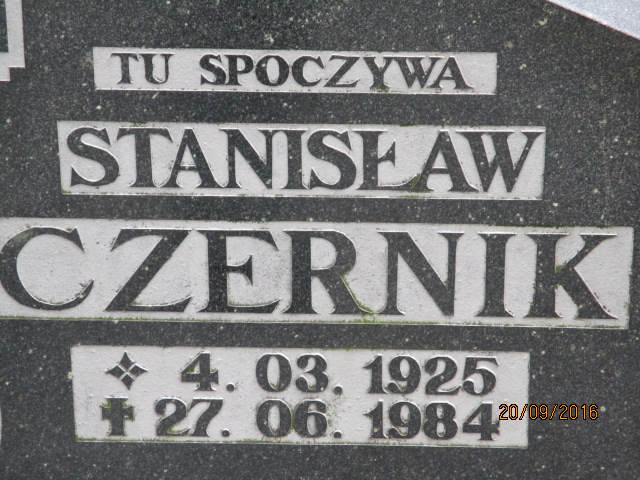 TU SPOCZYWA
STANISŁAW
CZERNIK
4. 03. 1925
27. 06. 1984
20/09/2016